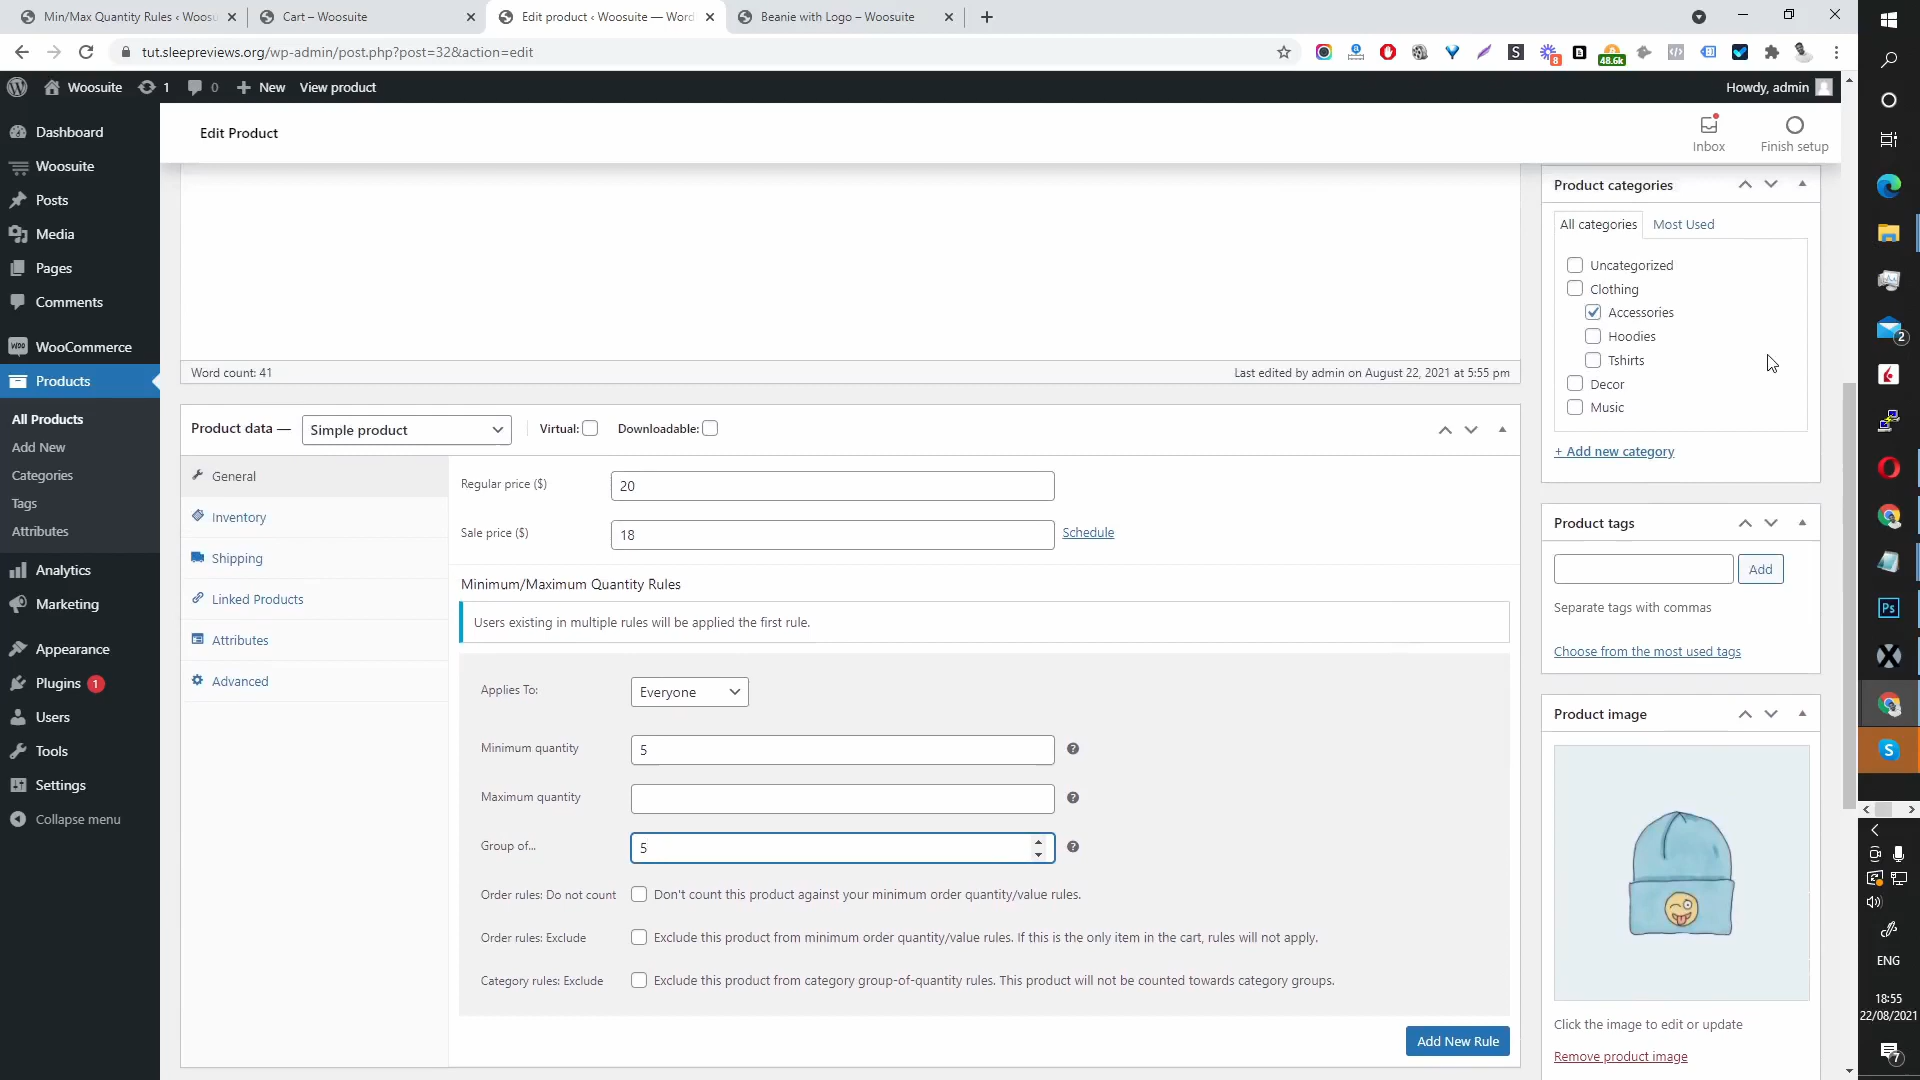 Min/Max Quantity Rules ‹ Woosu
Cart – Woosuite
Edit product ‹ Woosuite — Word
Beanie with Logo – Woosuite
tut.sleepreviews.org/wp-admin/post.php?post=32&action=edit
8
48.6k
Woosuite
1
0
New
View product
Howdy, admin
Edit Product
Inbox
Finish setup
Dashboard
Woosuite
Posts
Media
Pages
Comments
WooCommerce
Products
All Products
Add New
Categories
Tags
Attributes
Analytics
Marketing
Appearance
Plugins 1
Users
Tools
Settings
Collapse menu
Word count: 41
Last edited by admin on August 22, 2021 at 5:55 pm
Product data —
Simple product
Virtual:
Downloadable:
General
Inventory
Shipping
Linked Products
Attributes
Advanced
Regular price ($)
20
Sale price ($)
18
Schedule
Minimum/Maximum Quantity Rules
Users existing in multiple rules will be applied the first rule.
Applies To:
Everyone
Minimum quantity
5
Maximum quantity
Group of...
5
Order rules: Do not count
Don't count this product against your minimum order quantity/value rules.
Order rules: Exclude
Exclude this product from minimum order quantity/value rules. If this is the only item in the cart, rules will not apply.
Category rules: Exclude
Exclude this product from category group-of-quantity rules. This product will not be counted towards category groups.
Add New Rule
Product categories
All categories
Most Used
Uncategorized
Clothing
Accessories
Hoodies
Tshirts
Decor
Music
+ Add new category
Product tags
Add
Separate tags with commas
Choose from the most used tags
Product image
Click the image to edit or update
Remove product image
2
Ps
S
ENG
18:55
22/08/2021
7